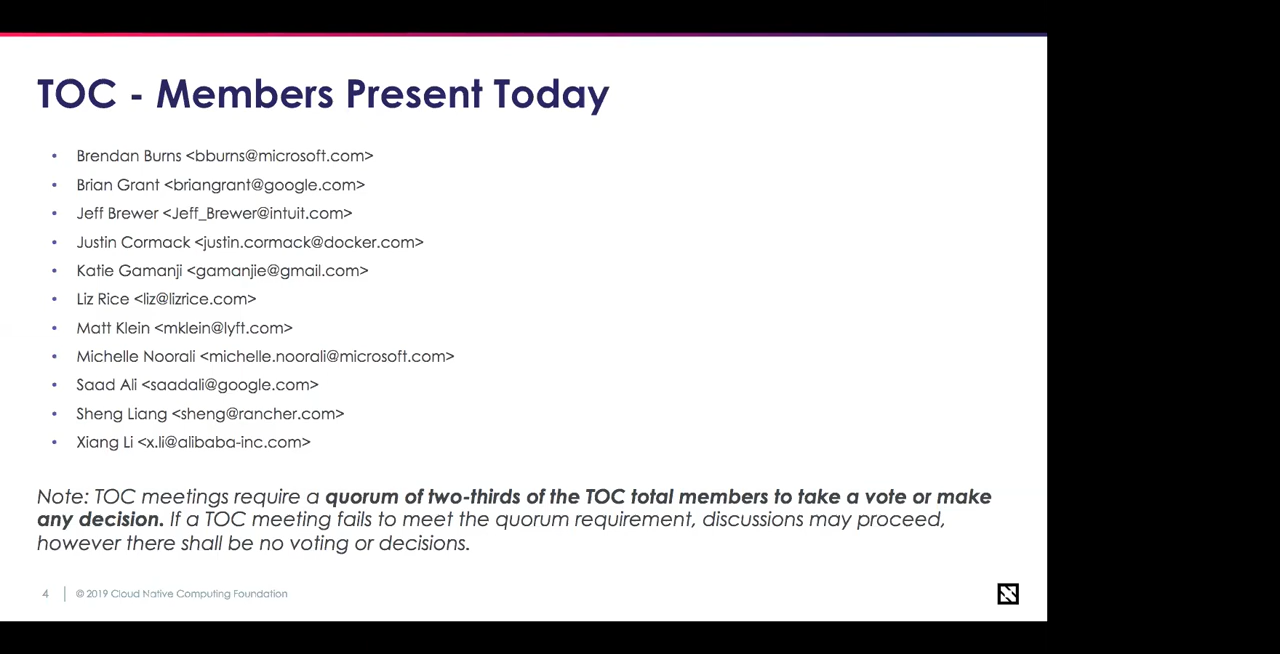 TOC - Members Present Today
• Brendan Burns <bburns@microsoft.com>
• Brian Grant <briangrant@google.com>
• Jeff Brewer <Jeff_Brewer@intuit.com>
• Justin Cormack <justin.cormack@docker.com>
• Katie Gamanji <gamanjie@gmail.com>
• Liz Rice <liz@lizrice.com>
• Matt Klein <mklein@lyft.com>
• Michelle Noorali <michelle.noorali@microsoft.com>
• Saad Ali <saadali@google.com>
• Sheng Liang <sheng@rancher.com>
• Xiang Li <x.li@alibaba-inc.com>
Note: TOC meetings require a quorum of two-thirds of the TOC total members to take a vote or make
any decision. If a TOC meeting fails to meet the quorum requirement, discussions may proceed,
however there shall be no voting or decisions.
4 | © 2019 Cloud Native Computing Foundation